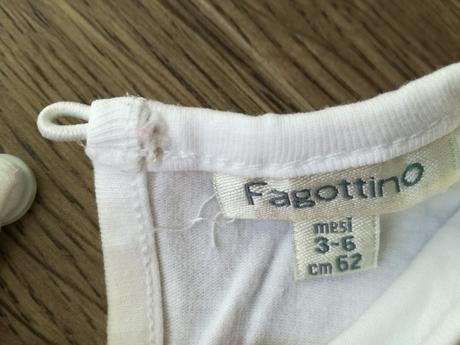 FagottinO
mesi
3-6
cm 62